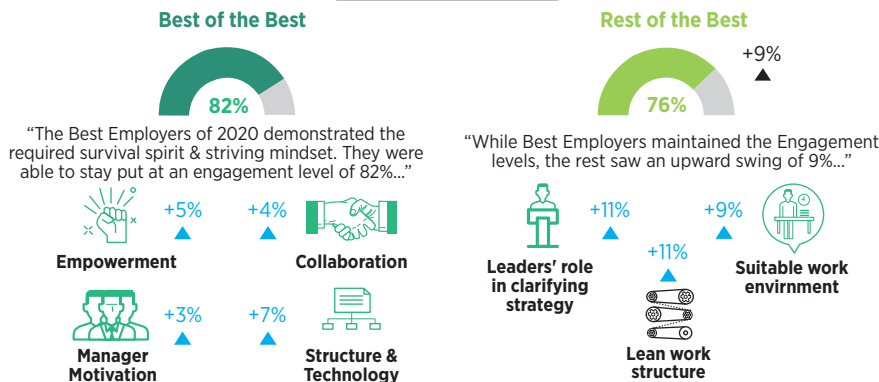 Best of the Best
82%
“The Best Employers of 2020 demonstrated the
required survival spirit & striving mindset. They were
able to stay put at an engagement level of 82%...”
+5%
Empowerment
+4%
Collaboration
+3%
Manager
Motivation
+7%
Structure &
Technology
Rest of the Best
76%
+9%
“While Best Employers maintained the Engagement
levels, the rest saw an upward swing of 9%...”
+11%
Leaders' role
in clarifying
strategy
+11%
Lean work
structure
+9%
Suitable work
envirnment